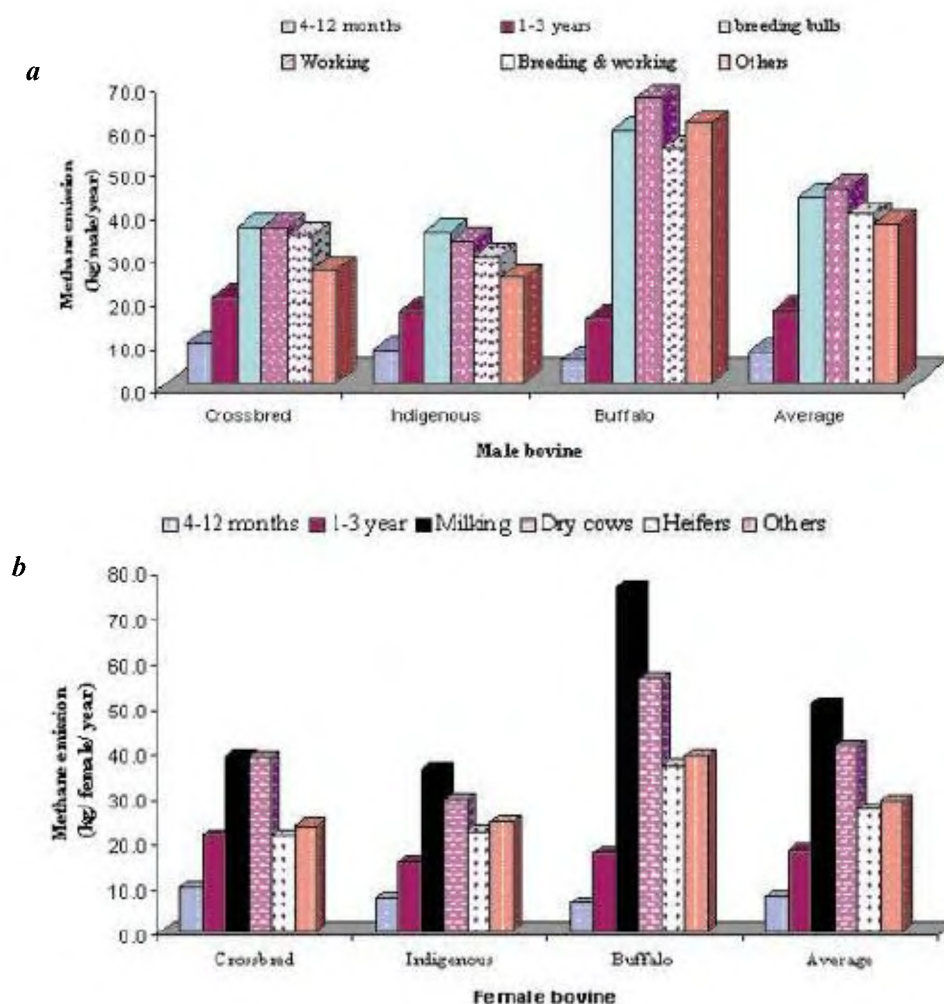 4-12 months 1-3 years breeding bulls
Working Breeding & working Others
a
70.0
60.0
50.0
40.0
30.0
20.0
10.0
0.0
Methane emission
(kg/male/year)
Crossbred Indigenous Buffalo Average
Male bovine
4-12 months 1-3 year Milking Dry cows Heifers Others
b
80.0
70.0
60.0
50.0
40.0
30.0
20.0
10.0
0.0
Methane emission
(kg/ female/ year)
Crossbred Indigenous Buffalo Average
Female bovine